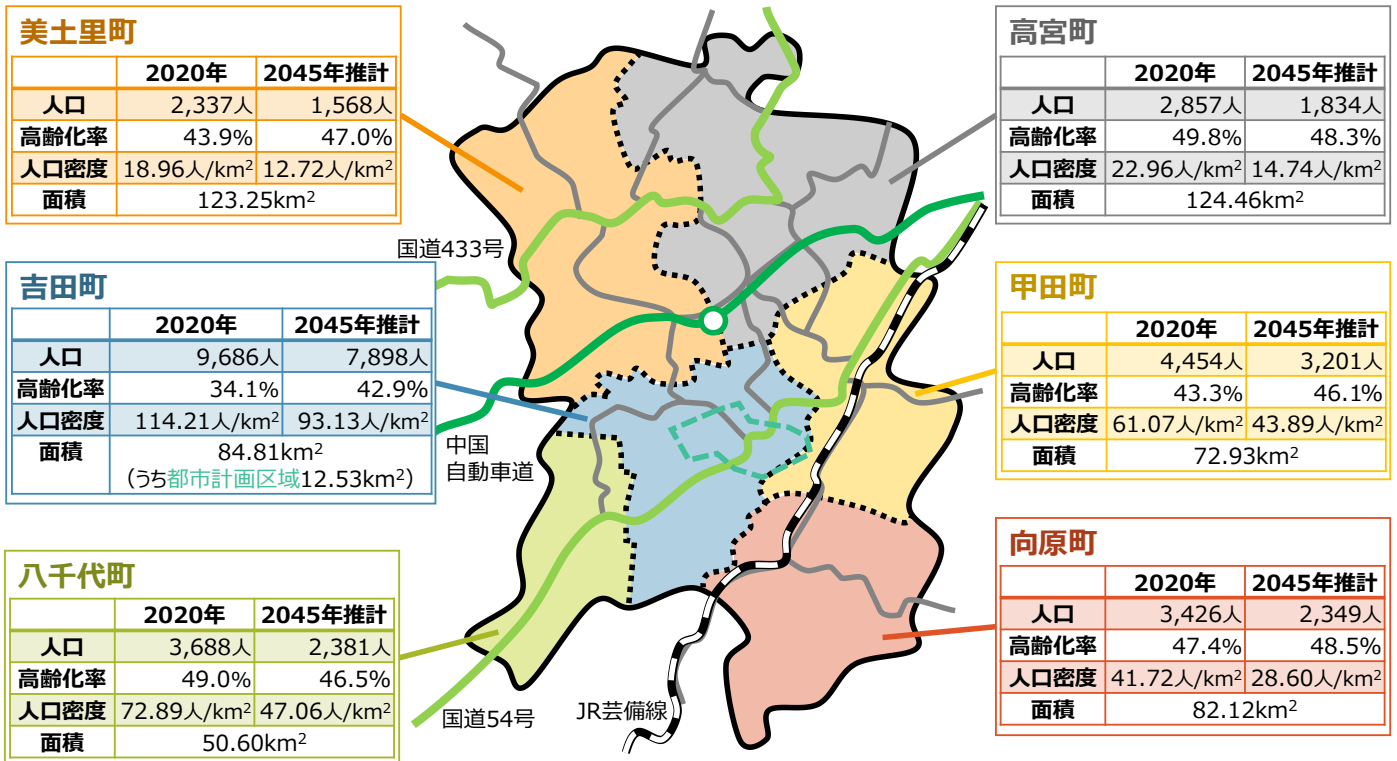 美土里町
2020年 2045年推計
人口 2,337人 1,568人
高齢化率 43.9% 47.0%
人口密度 18.96人/km² 12.72人/km²
面積 123.25km²
高宮町
2020年 2045年推計
人口 2,857人 1,834人
高齢化率 49.8% 48.3%
人口密度 22.96人/km² 14.74人/km²
面積 124.46km²
国道433号
吉田町
2020年 2045年推計
人口 9,686人 7,898人
高齢化率 34.1% 42.9%
人口密度 114.21人/km² 93.13人/km²
面積 84.81km²
(うち都市計画区域12.53km²)
中国
自動車道
甲田町
2020年 2045年推計
人口 4,454人 3,201人
高齢化率 43.3% 46.1%
人口密度 61.07人/km² 43.89人/km²
面積 72.93km²
八千代町
2020年 2045年推計
人口 3,688人 2,381人
高齢化率 49.0% 46.5%
人口密度 72.89人/km² 47.06人/km²
面積 50.60km²
国道54号
JR芸備線
向原町
2020年 2045年推計
人口 3,426人 2,349人
高齢化率 47.4% 48.5%
人口密度 41.72人/km² 28.60人/km²
面積 82.12km²